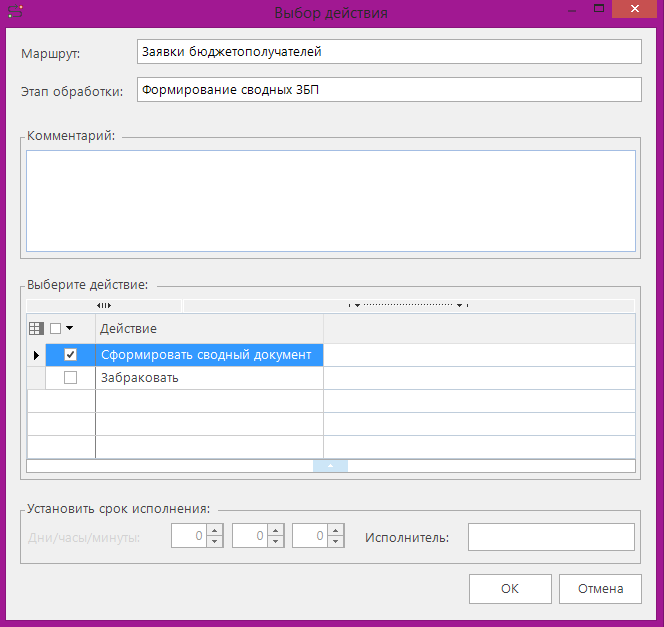 Выбор действия
Маршрут: Заявки бюджетополучателей
Этап обработки: Формирование сводных ЗБП
Комментарий:
Выберите действие:
Действие
Сформировать сводный документ
Забраковать
Установить срок исполнения:
Дни/часы/минуты: 0 0 0 Исполнитель:
ОК Отмена